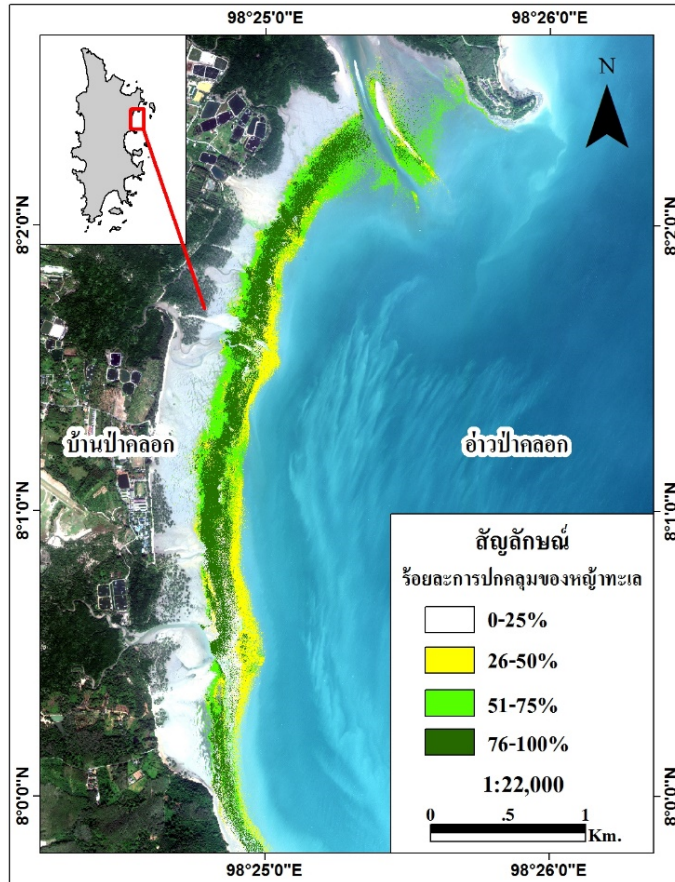 98°25'0"E 98°26'0"E
N
8°2'0"N 8°2'0"N
บ้านป่าคลอก อ่าวป่าคลอก
8°1'0"N 8°1'0"N
สัญลักษณ์
ร้อยละการปกคลุมของหญ้าทะเล
0-25%
26-50%
51-75%
76-100%
1:22,000
8°0'0"N 8°0'0"N
0 .5 1
Km.
98°25'0"E 98°26'0"E